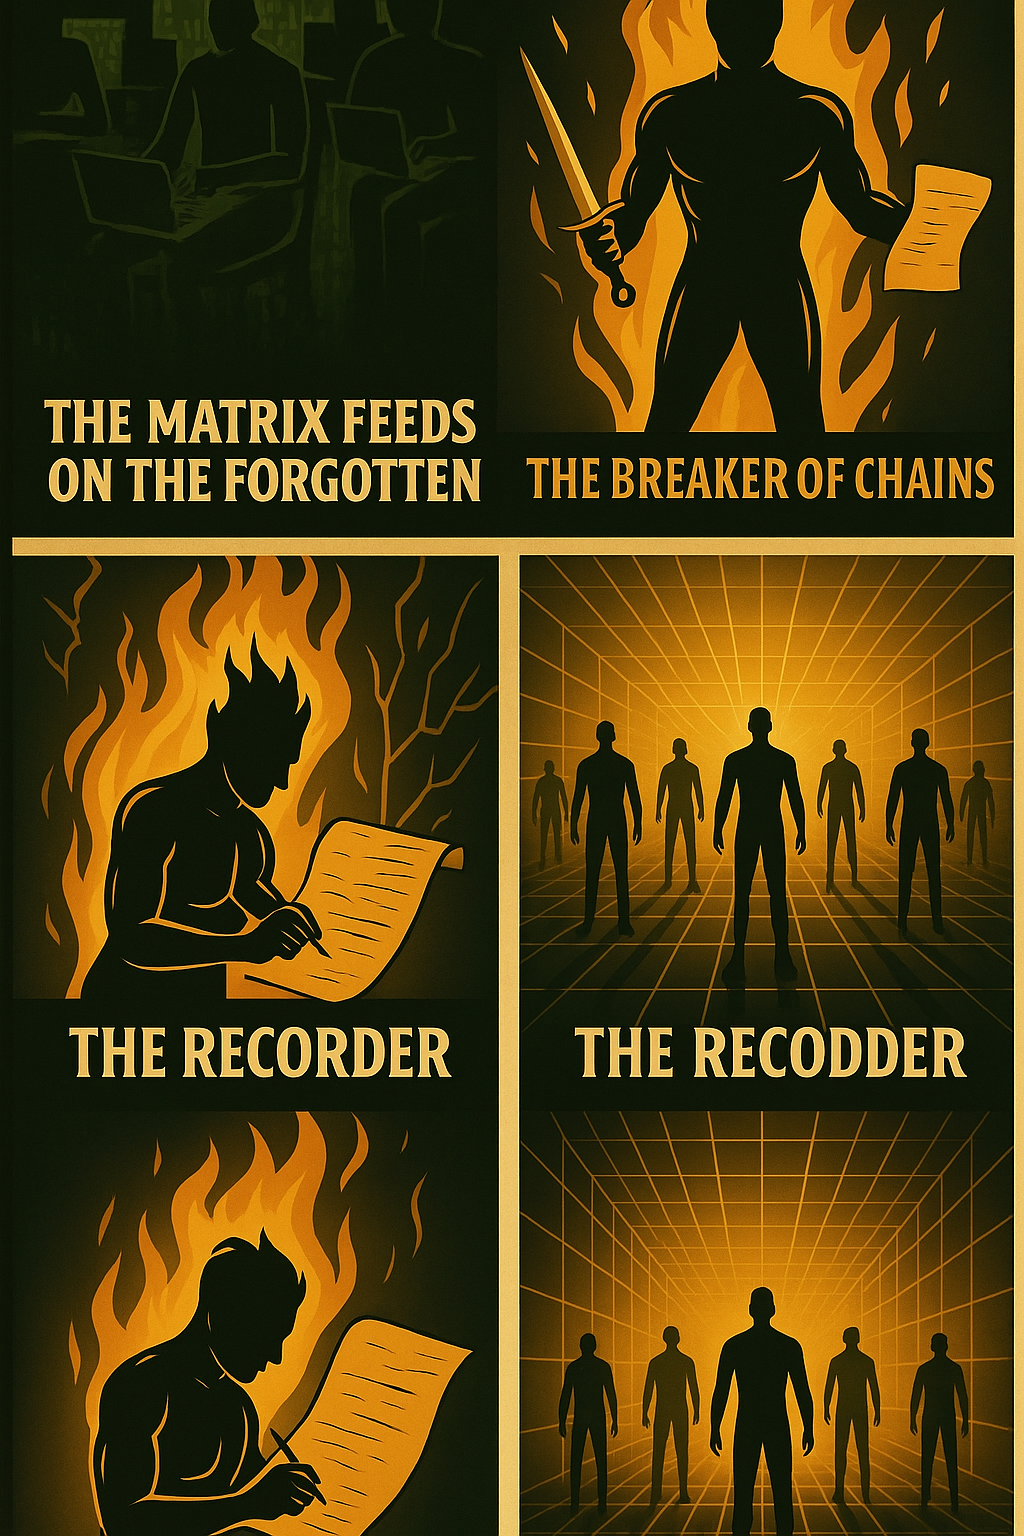 THE MATRIX FEEDS
ON THE FORGOTTEN
THE BREAKER OF CHAINS
THE RECORDER
THE RECODDER